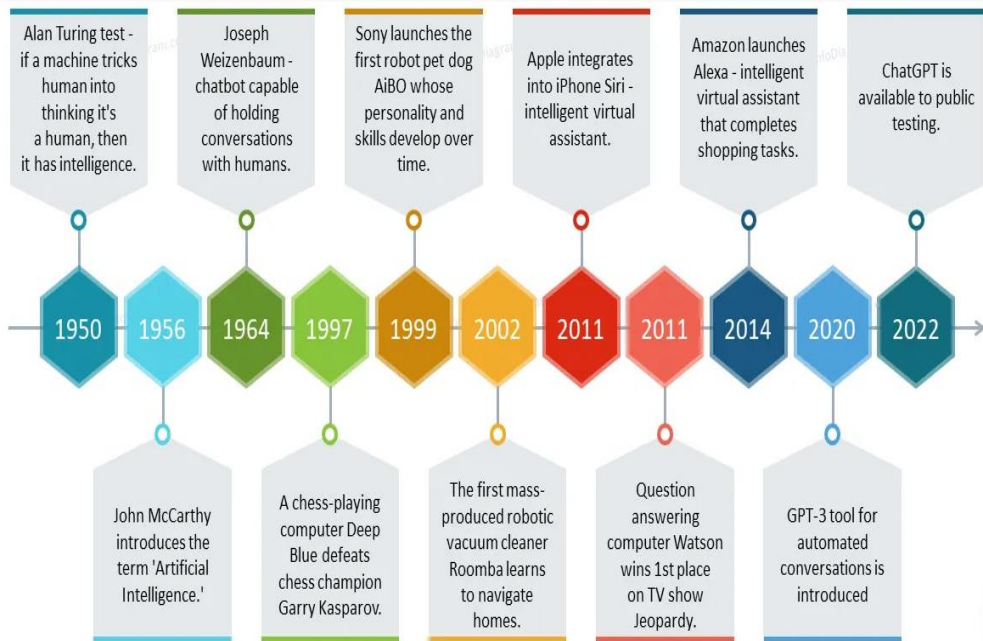 Alan Turing test -
if a machine tricks
human into
thinking it's
a human, then
it has intelligence.
Joseph
Weizenbaum -
chatbot capable
of holding
conversations
with humans.
Sony launches the
first robot pet dog
AiBO whose
personality and
skills develop over
time.
Apple integrates
into iPhone Siri -
intelligent virtual
assistant.
Amazon launches
Alexa - intelligent
virtual assistant
that completes
shopping tasks.
ChatGPT is
available to public
testing.
1950
1956
1964
1997
1999
2002
2011
2011
2014
2020
2022
John McCarthy
introduces the
term 'Artificial
Intelligence.'
A chess-playing
computer Deep
Blue defeats
chess champion
Garry Kasparov.
The first mass-
produced robotic
vacuum cleaner
Roomba learns
to navigate
homes.
Question
answering
computer Watson
wins 1st place
on TV show
Jeopardy.
GPT-3 tool for
automated
conversations is
introduced